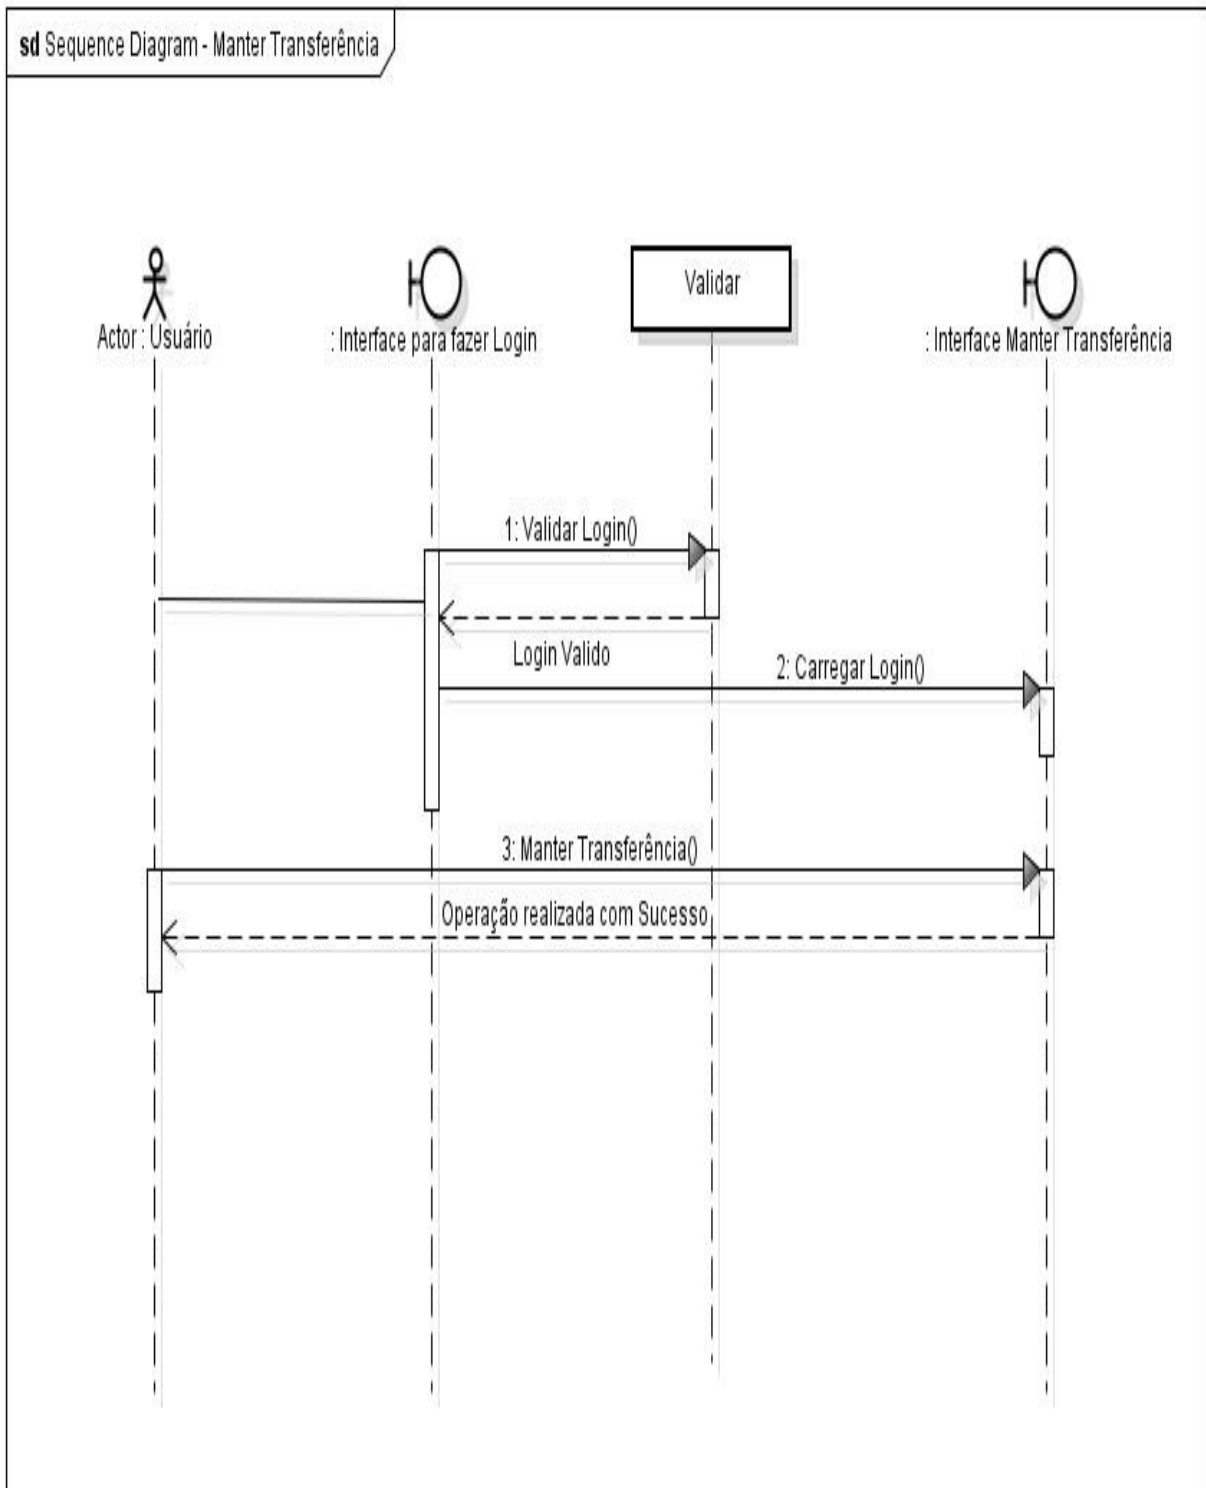 sd Sequence Diagram - Manter Transferência
Actor : Usuário
: Interface para fazer Login
Validar
: Interface Manter Transferência
1: Validar Login()
Login Valido
2: Carregar Login()
3: Manter Transferência()
Operação realizada com Sucesso